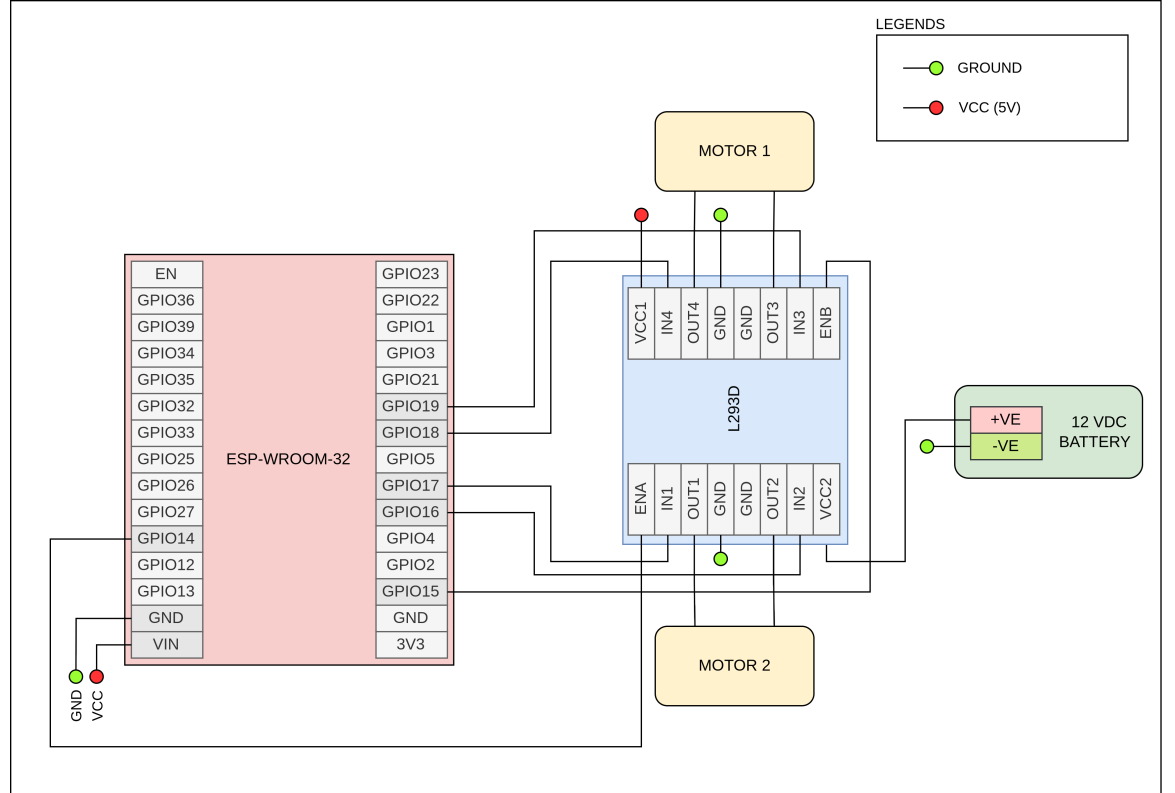 LEGENDS
GROUND
VCC (5V)
MOTOR 1
EN
GPIO36
GPIO39
GPIO34
GPIO35
GPIO32
GPIO33
GPIO25
GPIO26
GPIO27
GPIO14
GPIO12
GPIO13
GND
VIN
ESP-WROOM-32
GPIO23
GPIO22
GPIO1
GPIO3
GPIO21
GPIO19
GPIO18
GPIO5
GPIO17
GPIO16
GPIO4
GPIO2
GPIO15
GND
3V3
GND
VCC
VCC1
IN4
OUT4
GND
GND
OUT3
IN3
ENB
L293D
ENA
IN1
OUT1
GND
GND
OUT2
IN2
VCC2
+VE
-VE
12 VDC
BATTERY
MOTOR 2